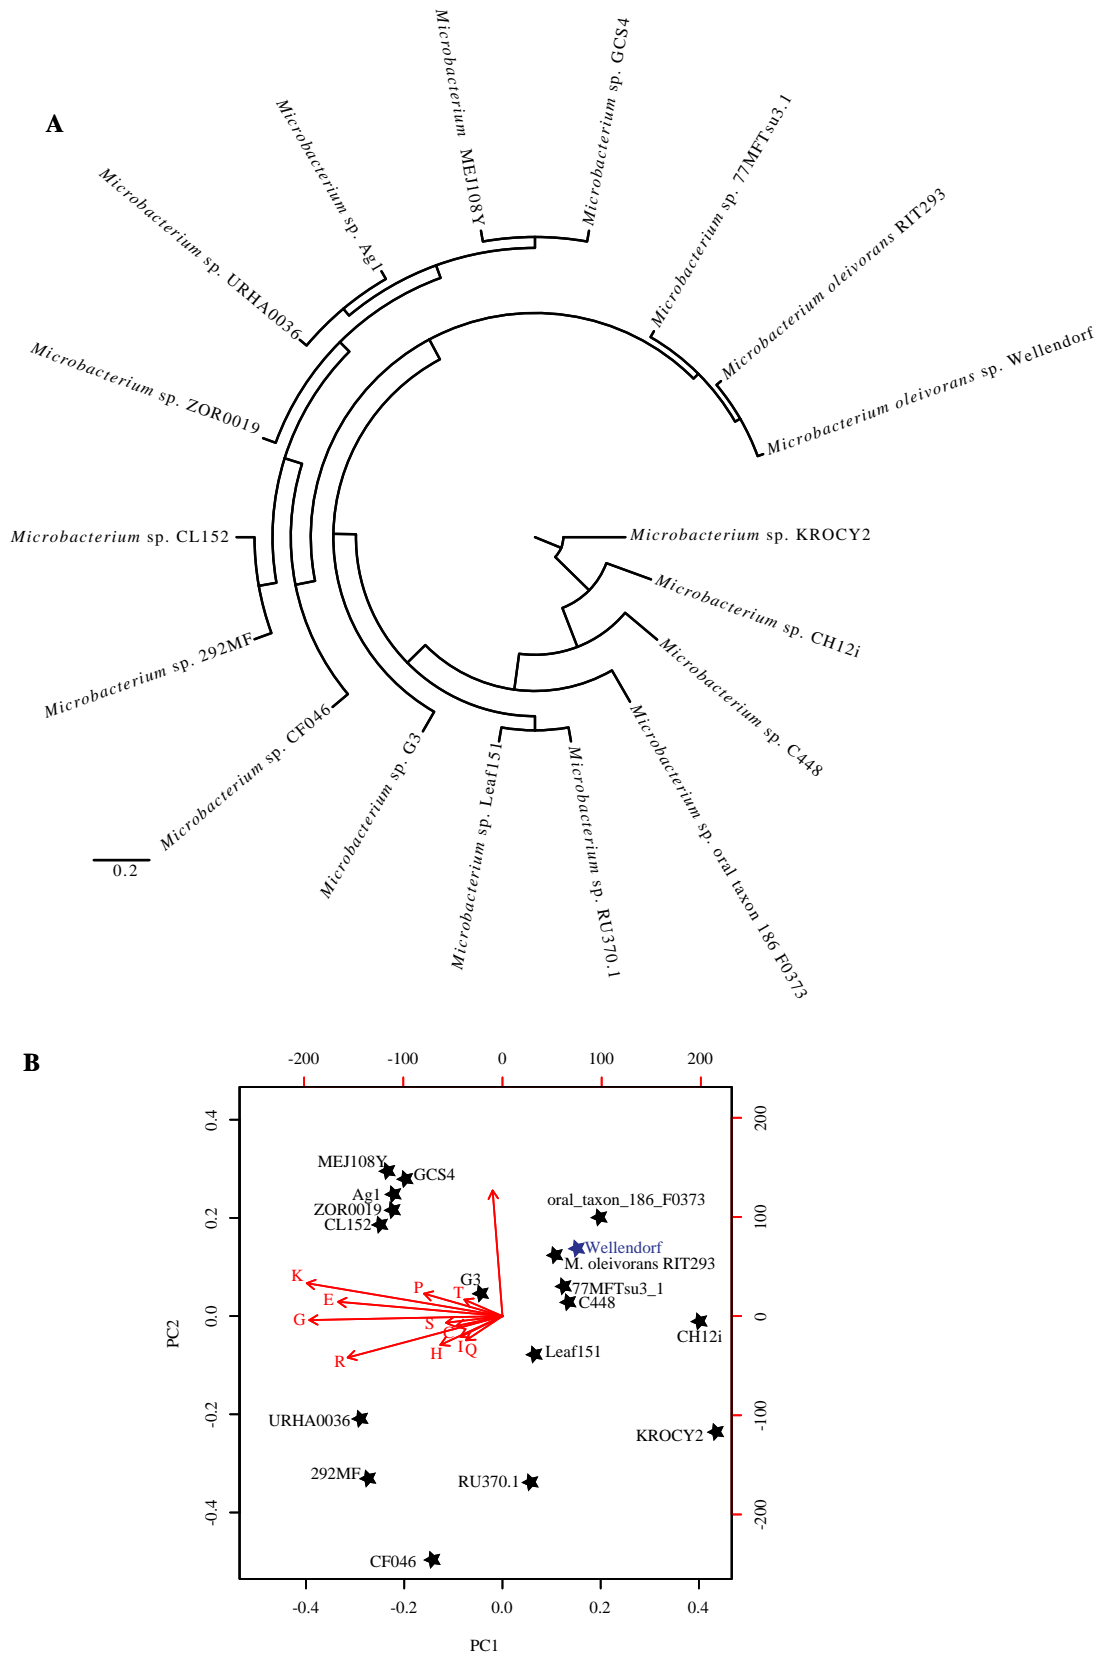 A
Microbacterium MEJ108Y
Microbacterium sp. GCS4
Microbacterium sp. 77MFTsu3.1
Microbacterium oleivorans RIT293
Microbacterium oleivorans sp. Wellendorf
Microbacterium sp. Ag1
Microbacterium sp. URHA0036
Microbacterium sp. ZOR0019
Microbacterium sp. CL152
Microbacterium sp. 292MF
Microbacterium sp. CF046
Microbacterium sp. G3
Microbacterium sp. Leaf151
Microbacterium sp. RU370.1
Microbacterium sp. oral taxon 186 F0373
Microbacterium sp. C448
Microbacterium sp. CH12i
Microbacterium sp. KROCY2
0.2
B
-200 -100 0 100 200
0.4
0.2
0.0
-0.2
-0.4
PC2
200
100
0
-100
-200
MEJ108Y
GCS4
Ag1
ZOR0019
CL152
oral_taxon_186_F0373
Wellendorf
M. oleivorans RIT293
77MFTsu3_1
C448
G3
K
E
G
R
P
T
S
C
H
I
Q
CH12i
Leaf151
URHA0036
KROCY2
292MF
RU370.1
CF046
-0.4 -0.2 0.0 0.2 0.4
PC1